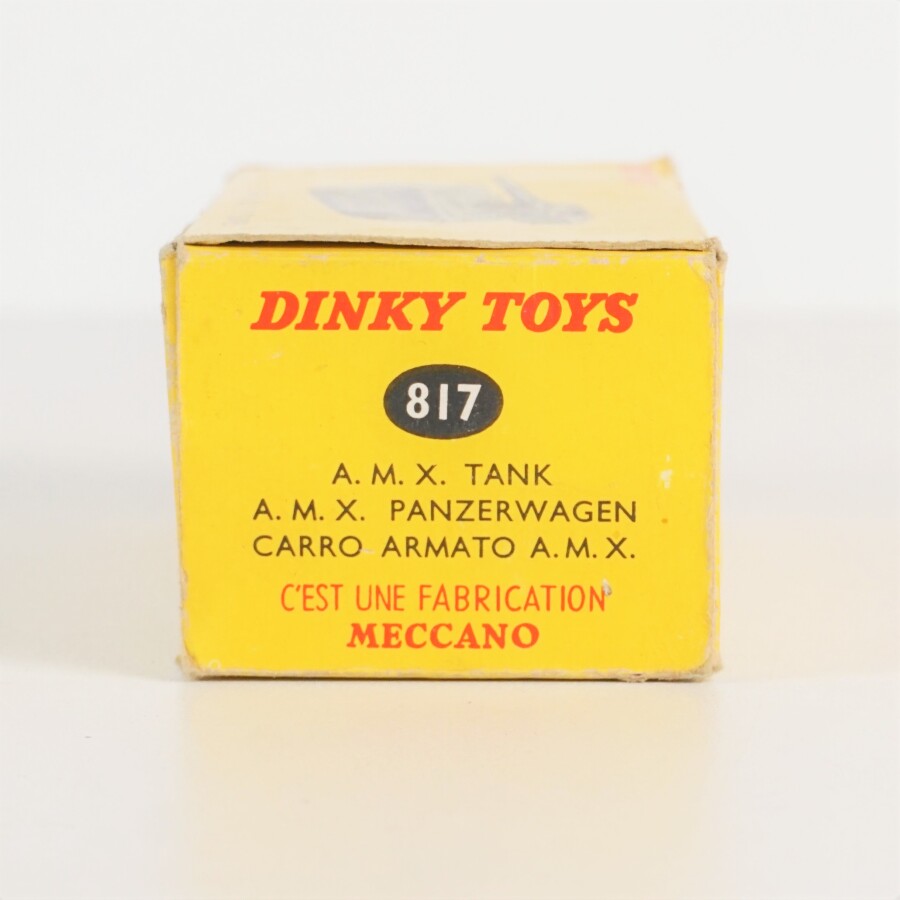 DINKY TOYS
817
A. M. X. TANK
A. M. X. PANZERWAGEN
CARRO ARMATO A. M. X.
C'EST UNE FABRICATION
MECCANO